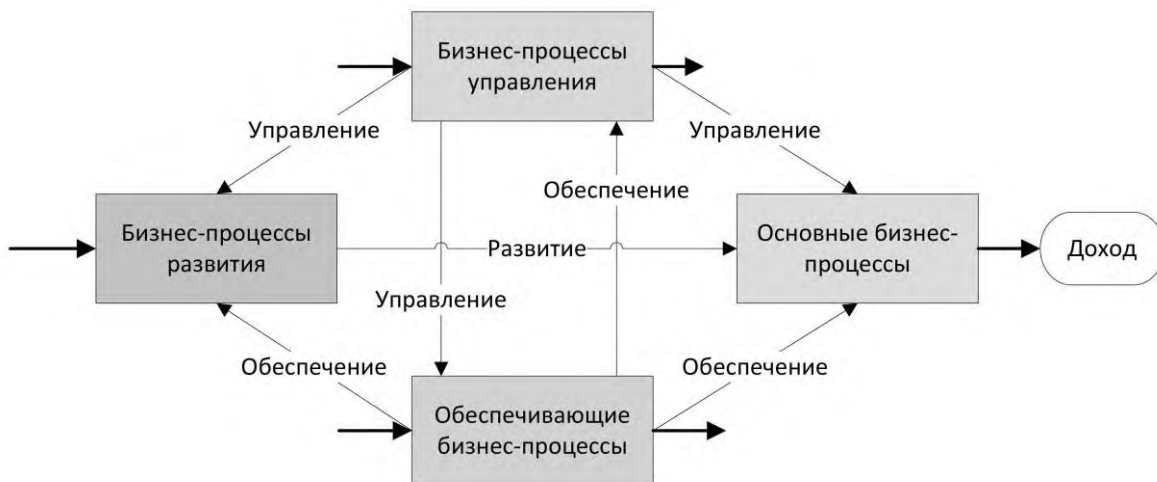 Бизнес-процессы
управления
Управление
Управление
Обеспечение
Бизнес-процессы
развития
Развитие
Основные бизнес-
процессы
Доход
Управление
Обеспечение
Обеспечение
Обеспечивающие
бизнес-процессы